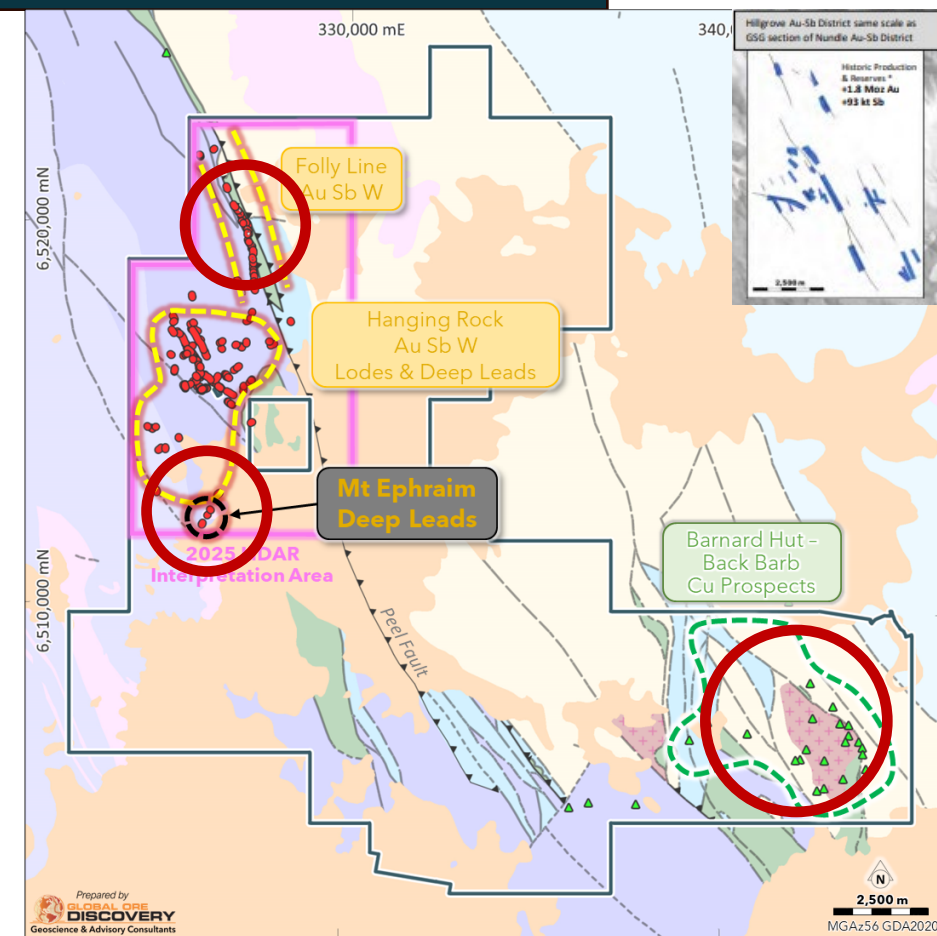 330,000 mE
340,
Hillgrove Au-Sb District same scale as
GSG section of Nundle Au-Sb District
Historic Production
& Reserves *
+1.8 Moz Au
+93 kt Sb
2,500 m
6,520,000 mN
Folly Line
Au Sb W
Hanging Rock
Au Sb W
Lodes & Deep Leads
Mt Ephraim
Deep Leads
2025 LiDAR
Interpretation Area
6,510,000 mN
Barnard Hut –
Back Barb
Cu Prospects
Peel Fault
Prepared by
GLOBAL ORE
DISCOVERY
Geoscience & Advisory Consultants
N
2,500 m
MGAz56 GDA2020